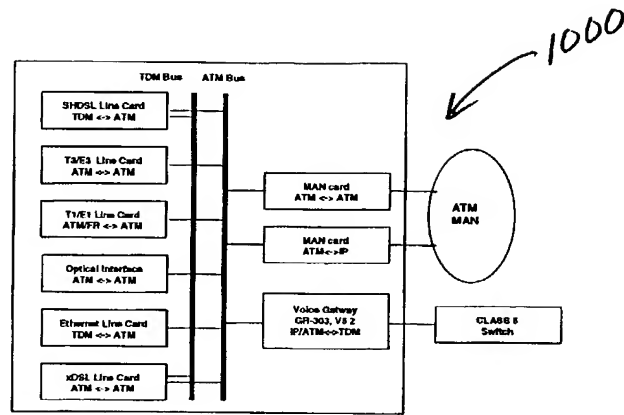 1000
TDM Bus ATM Bus
SHDSL Line Card
TDM <-> ATM
T3/E3 Line Card
ATM <-> ATM
T1/E1 Line Card
ATM/FR <-> ATM
Optical Interface
ATM <-> ATM
Ethernet Line Card
TDM <-> ATM
xDSL Line Card
ATM <-> ATM
MAN card
ATM <-> ATM
MAN card
ATM<->IP
Voice Gatway
GR-303, V5 2
IP/ATM<->TDM
ATM
MAN
CLASS 5
Switch